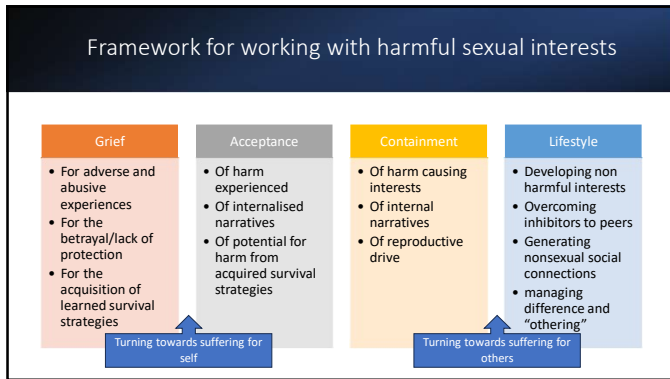 Framework for working with harmful sexual interests
Grief
• For adverse and
abusive
experiences
• For the
betrayal/lack of
protection
• For the
acquisition of
learned survival
strategies
Acceptance
• Of harm
experienced
• Of internalised
narratives
• Of potential for
harm from
acquired survival
strategies
Containment
• Of harm causing
interests
• Of internal
narratives
• Of reproductive
drive
Lifestyle
• Developing non
harmful interests
• Overcoming
inhibitors to peers
• Generating
nonsexual social
connections
• managing
difference and
“othering”
Turning towards suffering for
self
Turning towards suffering for
others